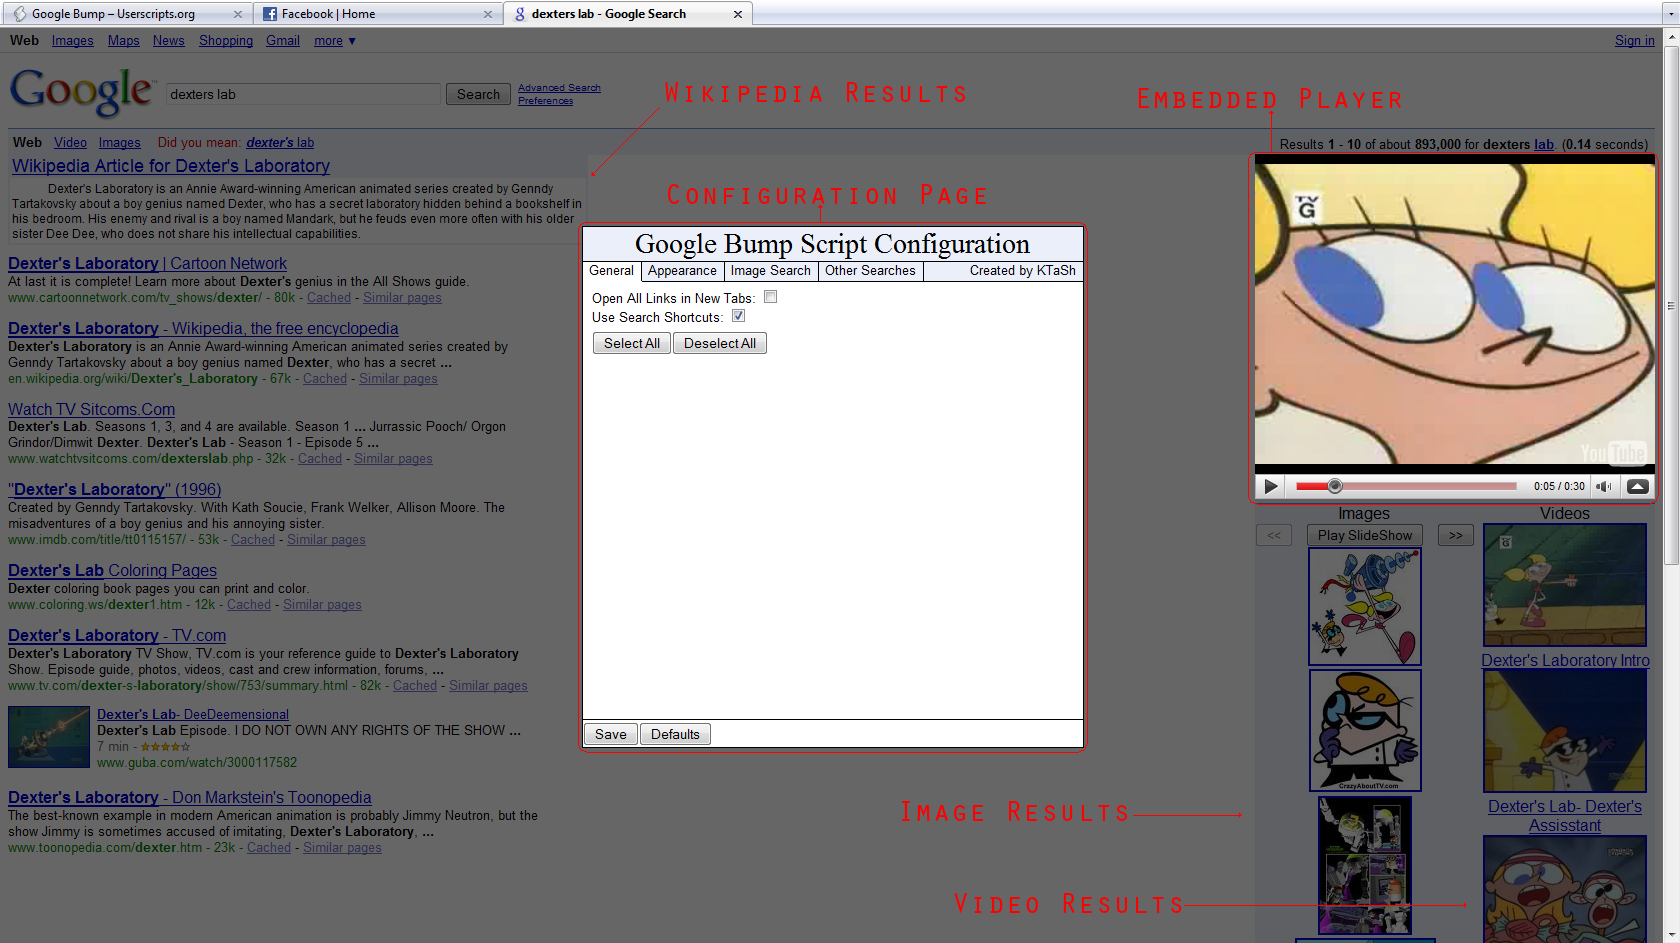 Google Bump – Userscripts.org
Facebook | Home
dexters lab - Google Search
Web Images Maps News Shopping Gmail more ▼
Sign in
Google™
dexters lab
Search
Advanced Search
Preferences
Wikipedia Results
Embedded Player
Web Video Images Did you mean: dexter's lab
Results 1 - 10 of about 893,000 for dexters lab. (0.14 seconds)
Wikipedia Article for Dexter's Laboratory
Dexter's Laboratory is an Annie Award-winning American animated series created by Genndy
Tartakovsky about a boy genius named Dexter, who has a secret laboratory hidden behind a bookshelf in
his bedroom. His enemy and rival is a boy named Mandark, but he feuds even more often with his older
sister Dee Dee, who does not share his intellectual capabilities.
Dexter's Laboratory | Cartoon Network
At last it is complete! Learn more about Dexter's genius in the All Shows guide.
www.cartoonnetwork.com/tv_shows/dexter/ - 80k - Cached - Similar pages
Dexter's Laboratory - Wikipedia, the free encyclopedia
Dexter's Laboratory is an Annie Award-winning American animated series created by
Genndy Tartakovsky about a boy genius named Dexter, who has a secret ...
en.wikipedia.org/wiki/Dexter's_Laboratory - 67k - Cached - Similar pages
Watch TV Sitcoms.Com
Dexter's Lab. Seasons 1, 3, and 4 are available. Season 1 ... Jurrassic Pooch/ Orgon
Grindor/Dimwit Dexter. Dexter's Lab - Season 1 - Episode 5 ...
www.watchtvsitcoms.com/dexterslab.php - 32k - Cached - Similar pages
"Dexter's Laboratory" (1996)
Created by Genndy Tartakovsky. With Kath Soucie, Frank Welker, Allison Moore. The
misadventures of a boy genius and his annoying sister.
www.imdb.com/title/tt0115157/ - 53k - Cached - Similar pages
Dexter's Lab Coloring Pages
Dexter coloring book pages you can print and color.
www.coloring.ws/dexter1.htm - 12k - Cached - Similar pages
Dexter's Laboratory - TV.com
Dexter's Laboratory TV Show, TV.com is your reference guide to Dexter's Laboratory
Show. Episode guide, photos, videos, cast and crew information, forums, ...
www.tv.com/dexter-s-laboratory/show/753/summary.html - 82k - Cached - Similar pages
Dexter's Lab- DeeDeemensional
Dexter's Lab Episode. I DO NOT OWN ANY RIGHTS OF THE SHOW ...
7 min -
www.guba.com/watch/3000117582
Dexter's Laboratory - Don Markstein's Toonopedia
The best-known example in modern American animation is probably Jimmy Neutron, but the
show Jimmy is sometimes accused of imitating, Dexter's Laboratory, ...
www.toonopedia.com/dexter.htm - 23k - Cached - Similar pages
Configuration Page
Google Bump Script Configuration
General Appearance Image Search Other Searches Created by KTaSh
Open All Links in New Tabs:
Use Search Shortcuts:
Select All Deselect All
Save Defaults
TV
G
YouTube
0:05 / 0:30
Images
<< Play SlideShow >>
CrazyAboutTV.com
Videos
Dexter's Laboratory Intro
Dexter's Lab- Dexter's
Assisstant
Image Results
Video Results